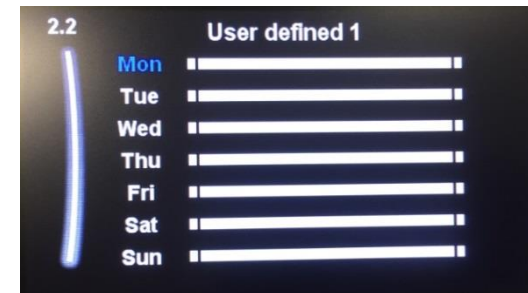 2.2 User defined 1
Mon
Tue
Wed
Thu
Fri
Sat
Sun